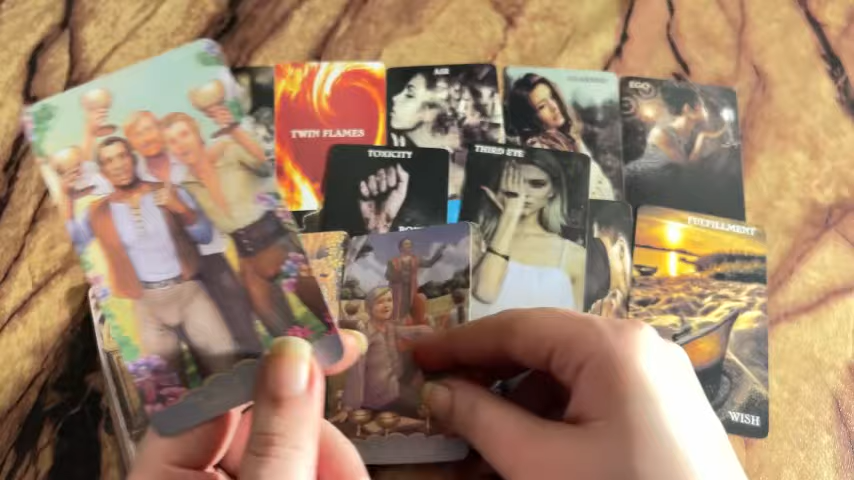 AIR
EGO
TWIN FLAMES
TOXICITY
THIRD EYE
FULFILLMENT
WISH